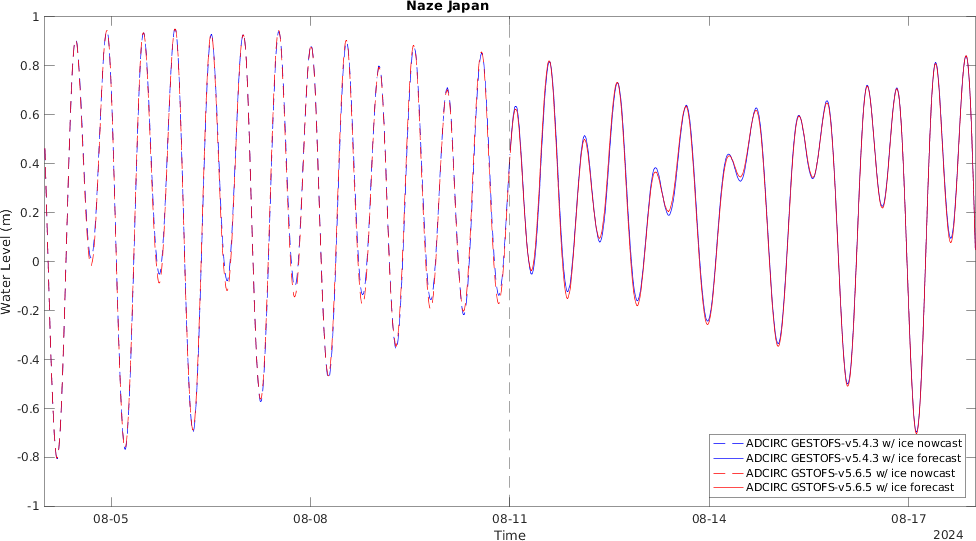 Naze Japan
1
0.8
0.6
0.4
0.2
0
-0.2
-0.4
-0.6
-0.8
-1
Water Level (m)
08-05
08-08
08-11
08-14
08-17
Time
2024
ADCIRC GESTOFS-v5.4.3 w/ ice nowcast
ADCIRC GESTOFS-v5.4.3 w/ ice forecast
ADCIRC GSTOFS-v5.6.5 w/ ice nowcast
ADCIRC GSTOFS-v5.6.5 w/ ice forecast